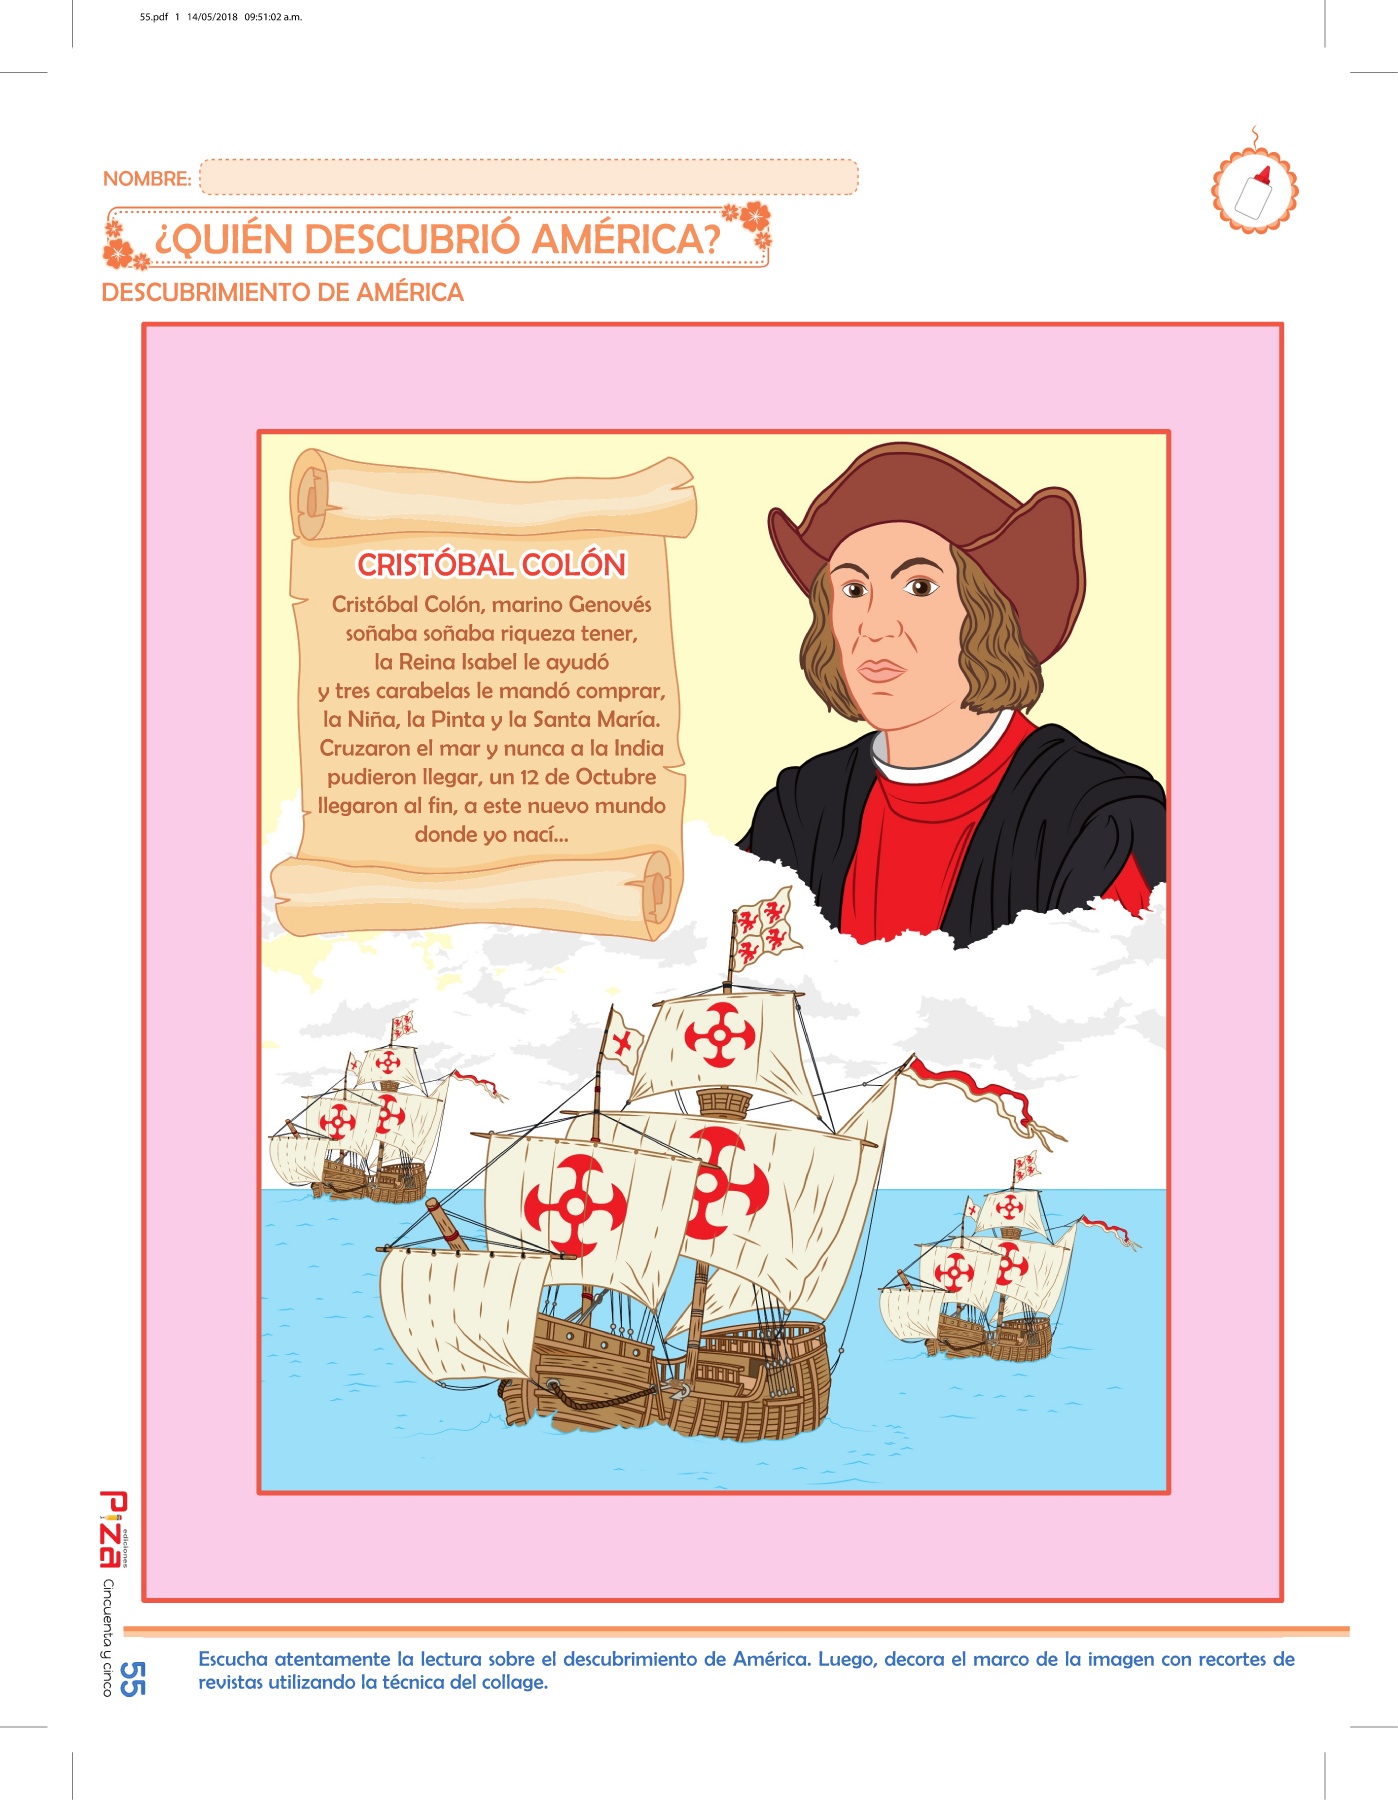 55.pdf 1 14/05/2018 09:51:02 a.m.
NOMBRE:
¿QUIÉN DESCUBRIÓ AMÉRICA?
DESCUBRIMIENTO DE AMÉRICA
CRISTÓBAL COLÓN
Cristóbal Colón, marino Genovés
soñaba soñaba riqueza tener,
la Reina Isabel le ayudó
y tres carabelas le mandó comprar,
la Niña, la Pinta y la Santa María.
Cruzaron el mar y nunca a la India
pudieron llegar, un 12 de Octubre
llegaron al fin, a este nuevo mundo
donde yo nací...
Piza
ediciones
Cincuenta y cinco
55
Escucha atentamente la lectura sobre el descubrimiento de América. Luego, decora el marco de la imagen con recortes de
revistas utilizando la técnica del collage.